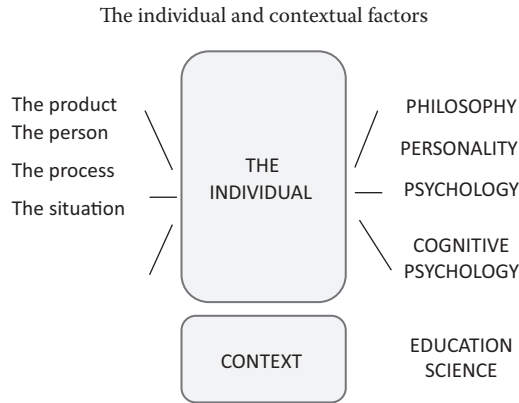 The individual and contextual factors
The product
The person
The process
The situation
THE
INDIVIDUAL
PHILOSOPHY
PERSONALITY
PSYCHOLOGY
COGNITIVE
PSYCHOLOGY
CONTEXT
EDUCATION
SCIENCE